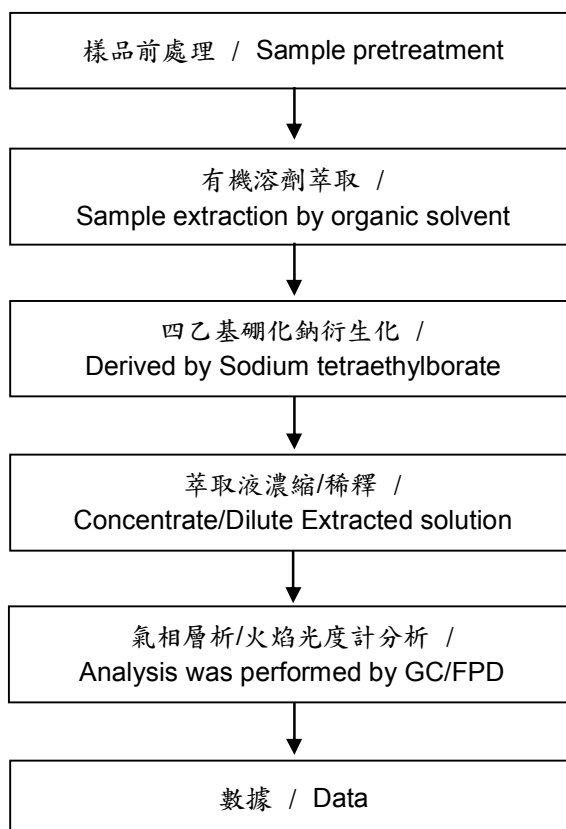 樣品前處理 / Sample pretreatment
有機溶劑萃取 /
Sample extraction by organic solvent
四乙基硼化鈉衍生化 /
Derived by Sodium tetraethylborate
萃取液濃縮/稀釋 /
Concentrate/Dilute Extracted solution
氣相層析/火焰光度計分析 /
Analysis was performed by GC/FPD
數據 / Data